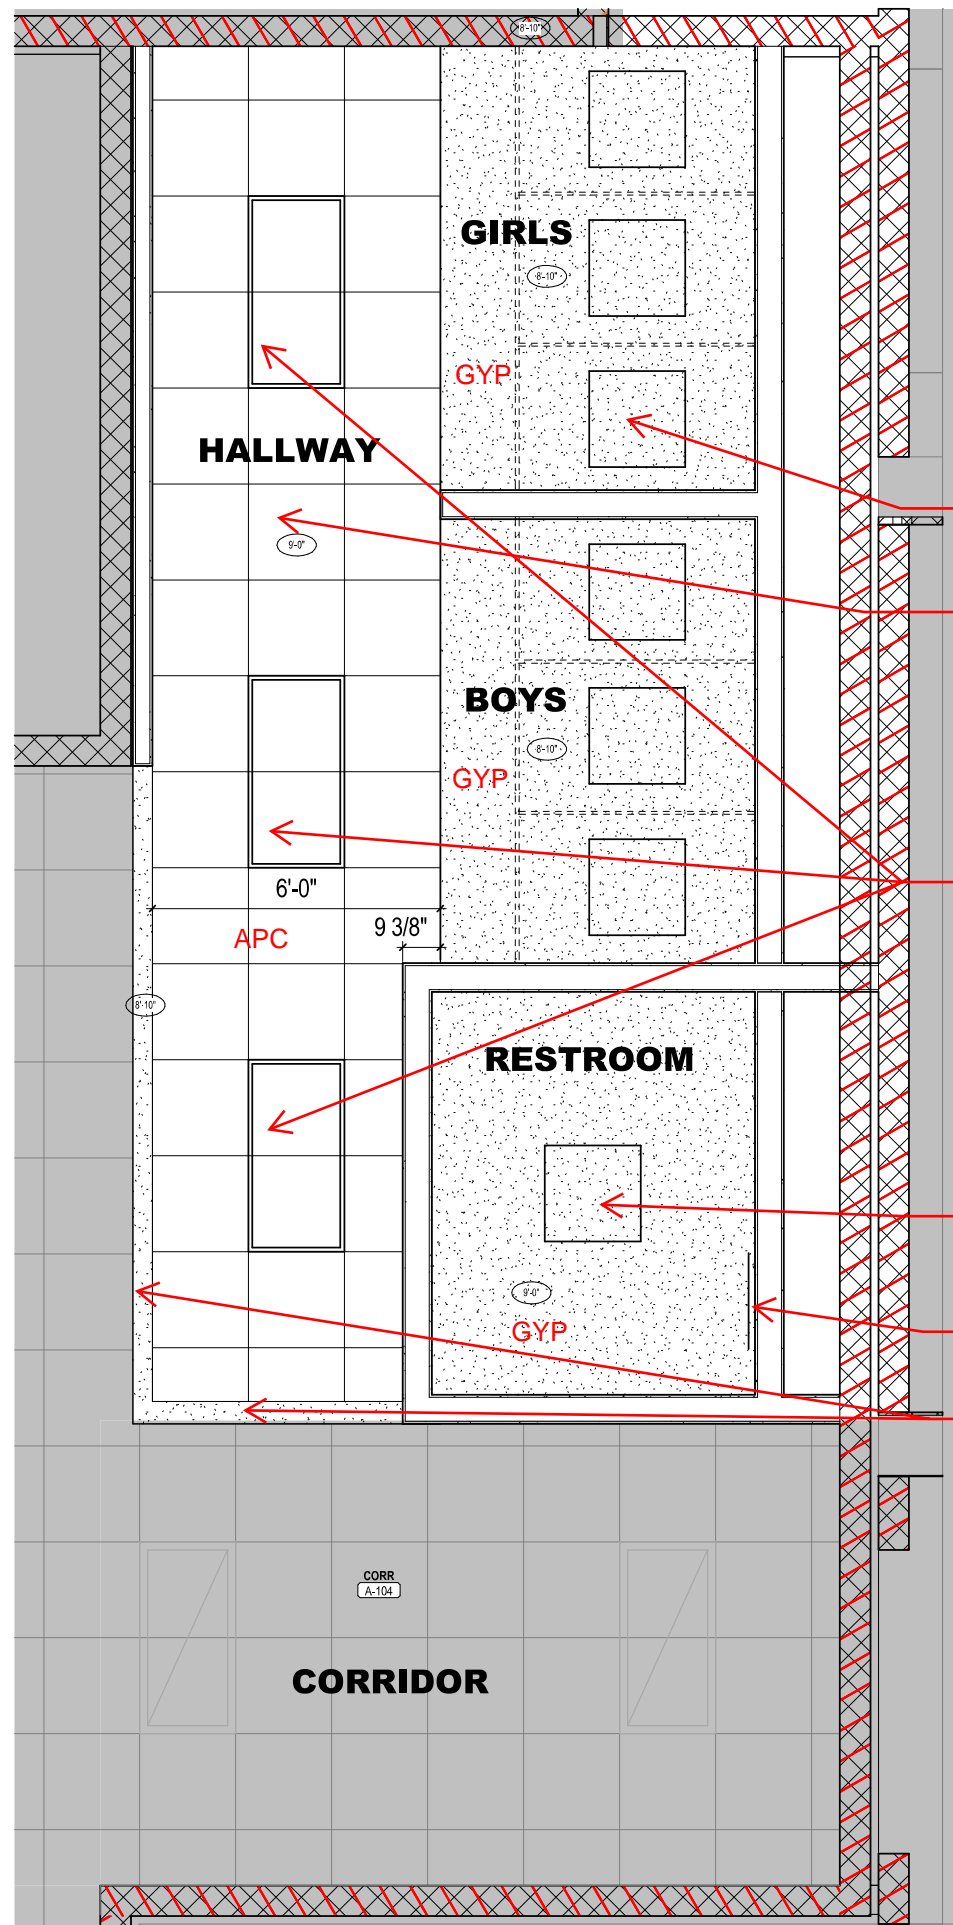 8'-10"
GIRLS
8'-10"
GYP
HALLWAY
9'-0"
BOYS
8'-10"
GYP
6'-0"
9 3/8"
APC
8'-10"
RESTROOM
9'-0"
GYP
CORR
A-104
CORRIDOR